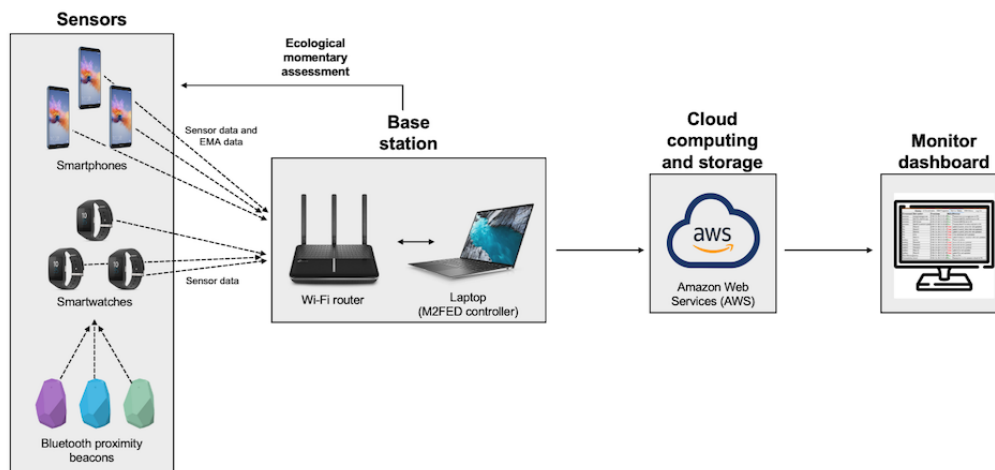 Sensors
Smartphones
Smartwatches
Bluetooth proximity
beacons
Ecological
momentary
assessment
Sensor data and
EMA data
Sensor data
Base
station
Wi-Fi router
Laptop
(M2FED controller)
Cloud
computing
and storage
aws
Amazon Web
Services (AWS)
Monitor
dashboard